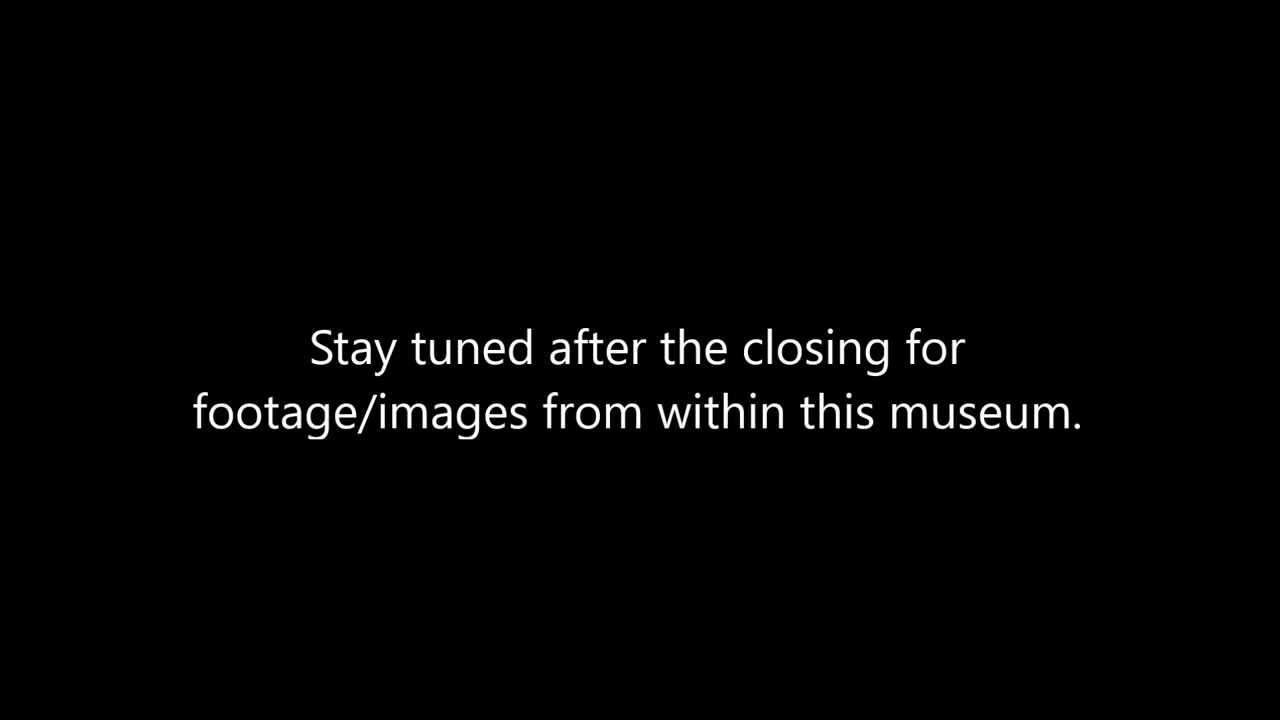 Stay tuned after the closing for
footage/images from within this museum.